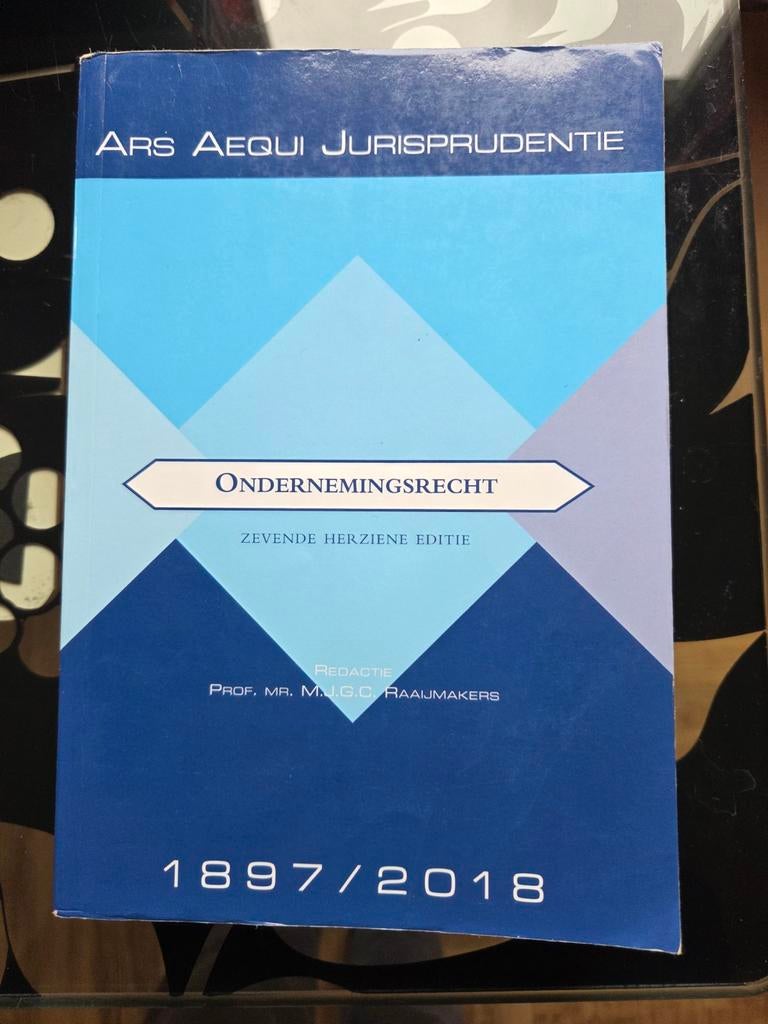 Ars Aequi Jurisprudentie
Ondernemingsrecht
zevende herziene editie
Redactie
Prof. mr. M.J.G.C. Raaijmakers
1897/2018